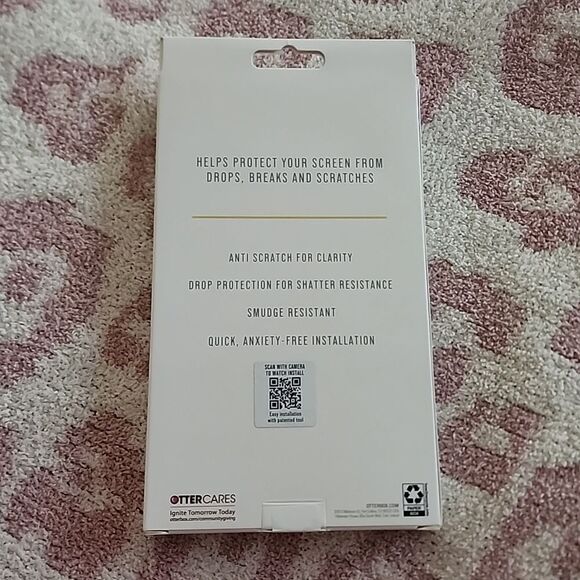 HELPS PROTECT YOUR SCREEN FROM
DROPS, BREAKS AND SCRATCHES
ANTI SCRATCH FOR CLARITY
DROP PROTECTION FOR SHATTER RESISTANCE
SMUDGE RESISTANT
QUICK, ANXIETY-FREE INSTALLATION
SCAN WITH CAMERA
TO WATCH INSTALL
Easy installation
with patented tool
OTTERCARES
Ignite Tomorrow Today
otterbox.com/communitygiving
OTTERBOX.COM
PAPER
BOX